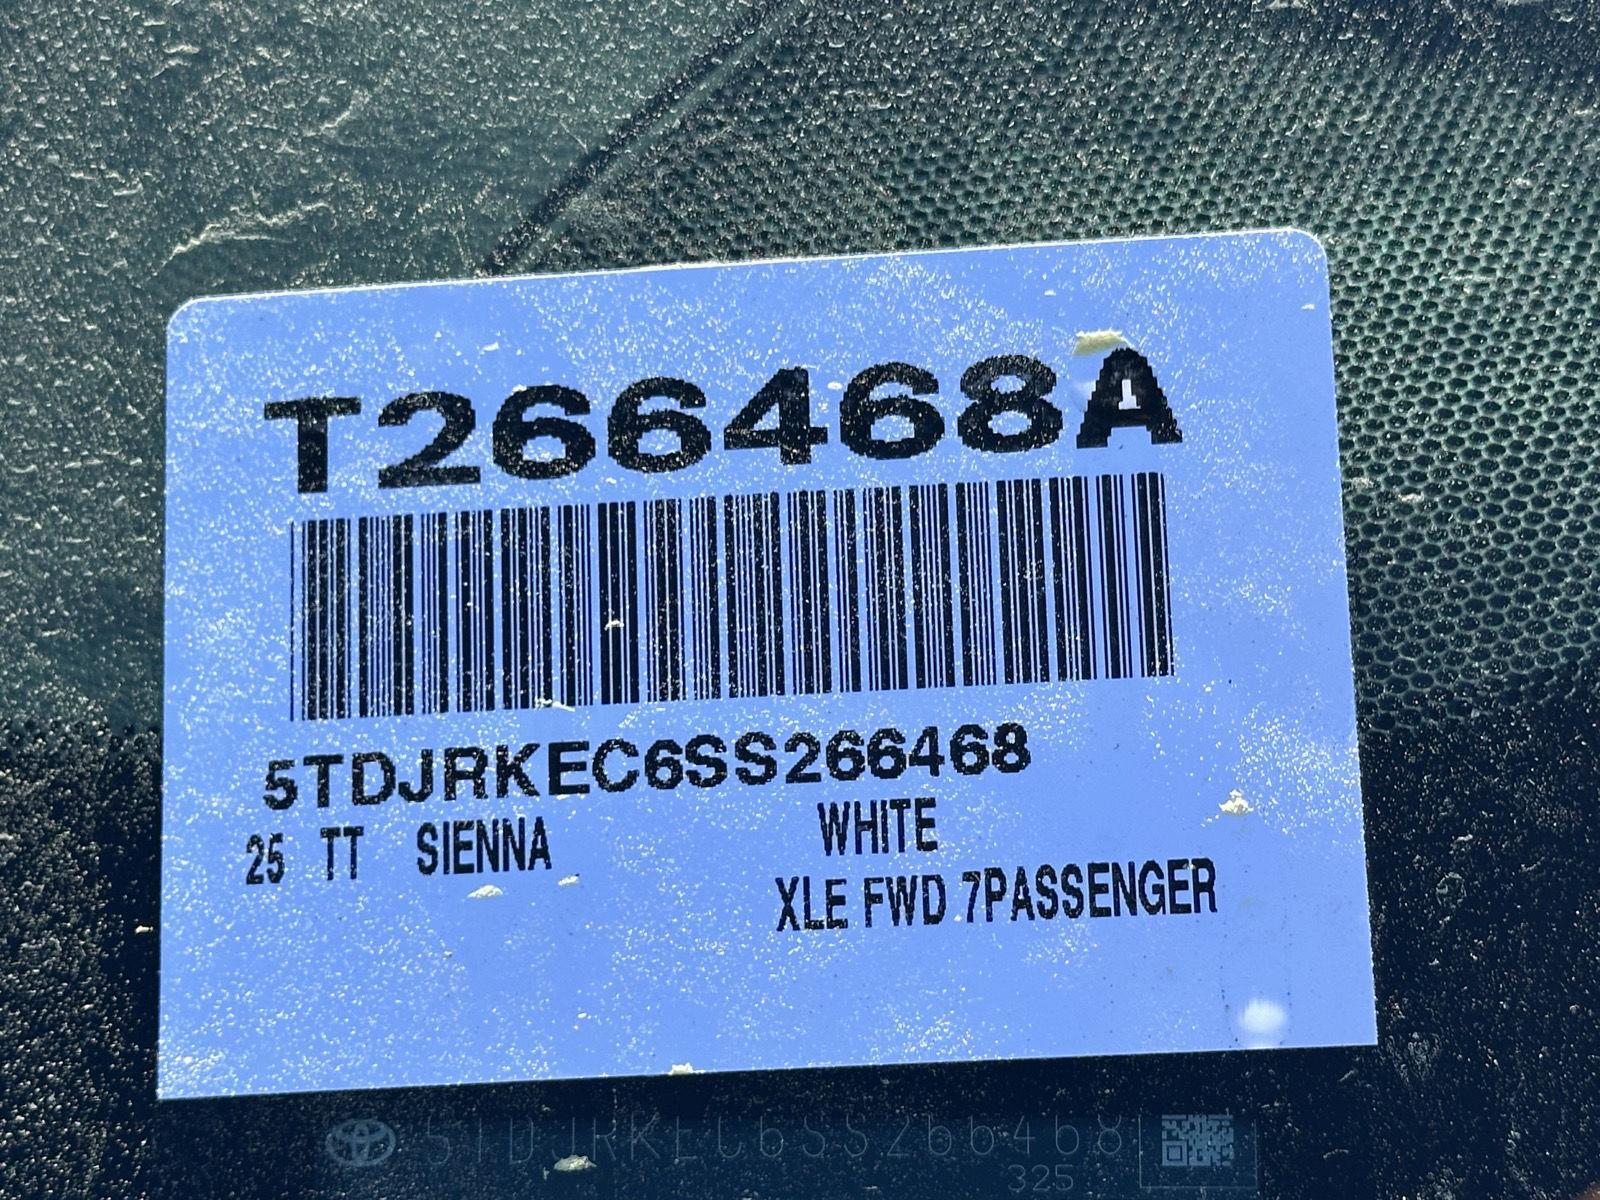 T266468A
5TDJRKEC6SS266468
25 TT SIENNA WHITE
XLE FWD 7PASSENGER
5TDJRKEC6SS266468
325